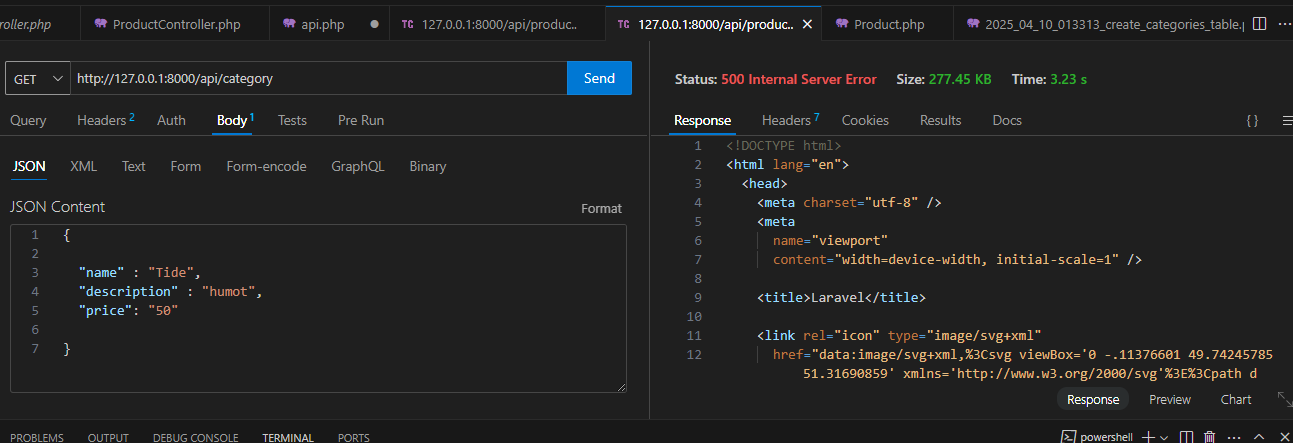 roller.php ProductController.php api.php 127.0.0.1:8000/api/produc.. 127.0.0.1:8000/api/produc.. Product.php 2025_04_10_013313_create_categories_table.p
GET http://127.0.0.1:8000/api/category Send
Status: 500 Internal Server Error Size: 277.45 KB Time: 3.23 s
Query Headers 2 Auth Body 1 Tests Pre Run
Response Headers 7 Cookies Results Docs {}
JSON XML Text Form Form-encode GraphQL Binary
JSON Content Format
1 {
2
3 "name" : "Tide",
4 "description" : "humot",
5 "price": "50"
6
7 }
1 <!DOCTYPE html>
2 <html lang="en">
3 <head>
4 <meta charset="utf-8" />
5 <meta
6 name="viewport"
7 content="width=device-width, initial-scale=1" />
8
9 <title>Laravel</title>
10
11 <link rel="icon" type="image/svg+xml"
12 href="data:image/svg+xml,%3Csvg viewBox='0 -.11376601 49.74245785
51.31690859' xmlns='http://www.w3.org/2000/svg'%3E%3Cpath d
Response Preview Chart
PROBLEMS OUTPUT DEBUG CONSOLE TERMINAL PORTS powershell